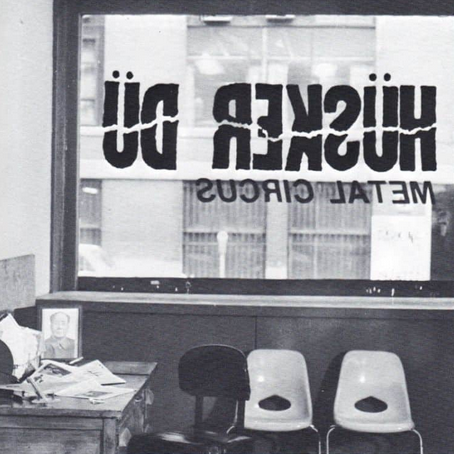 HÜSKER DÜ
METAL CIRCUS